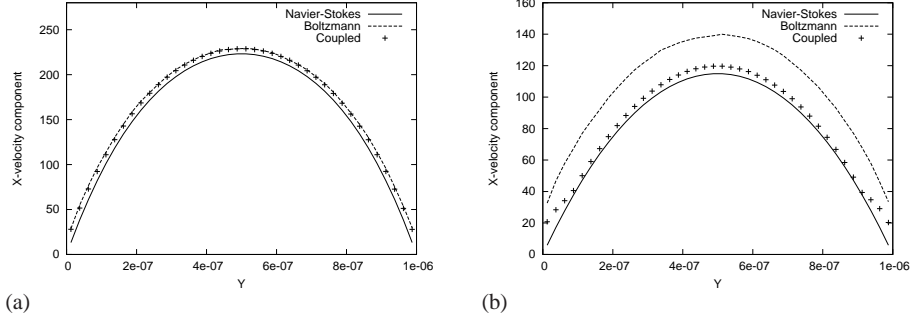 Navier-Stokes
Boltzmann
Coupled
250
200
150
100
50
0
X-velocity component
0
2e-07
4e-07
6e-07
8e-07
1e-06
Y
(a)
Navier-Stokes
Boltzmann
Coupled
160
140
120
100
80
60
40
20
0
X-velocity component
0
2e-07
4e-07
6e-07
8e-07
1e-06
Y
(b)